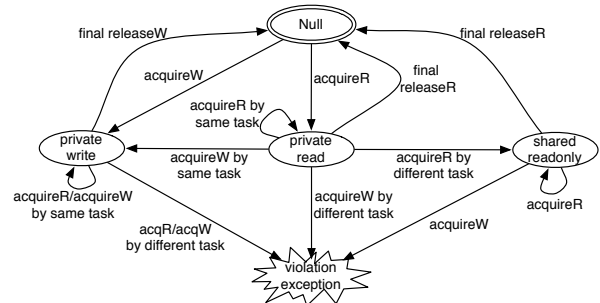 Null
final releaseW
final releaseR
acquireW
acquireR
final
releaseR
acquireR by
same task
private
write
private
read
shared
readonly
acquireW by
same task
acquireR by
different task
acquireR/acquireW
by same task
acquireW by
different task
acquireR
acqR/acqW
by different task
acquireW
violation
exception